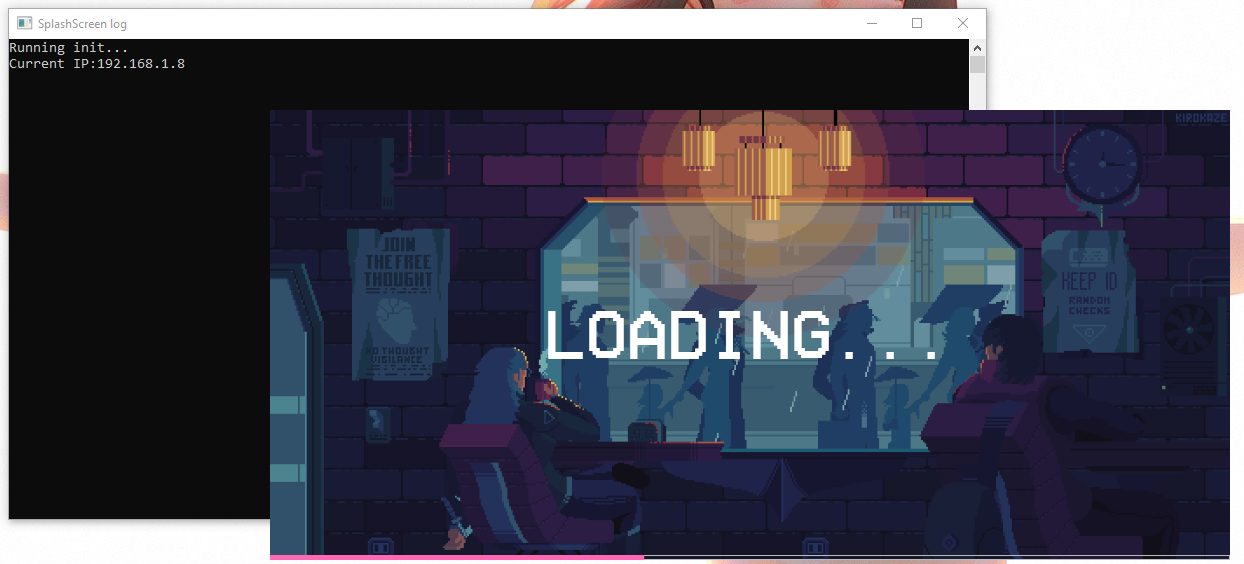 SplashScreen log
Running init...
Current IP:192.168.1.8
KIROKAZE
JOIN
THE FREE
THOUGHT
NO THOUGHT
VIGILANCE
KEEP ID
RANDOM
CHECKS
LOADING...